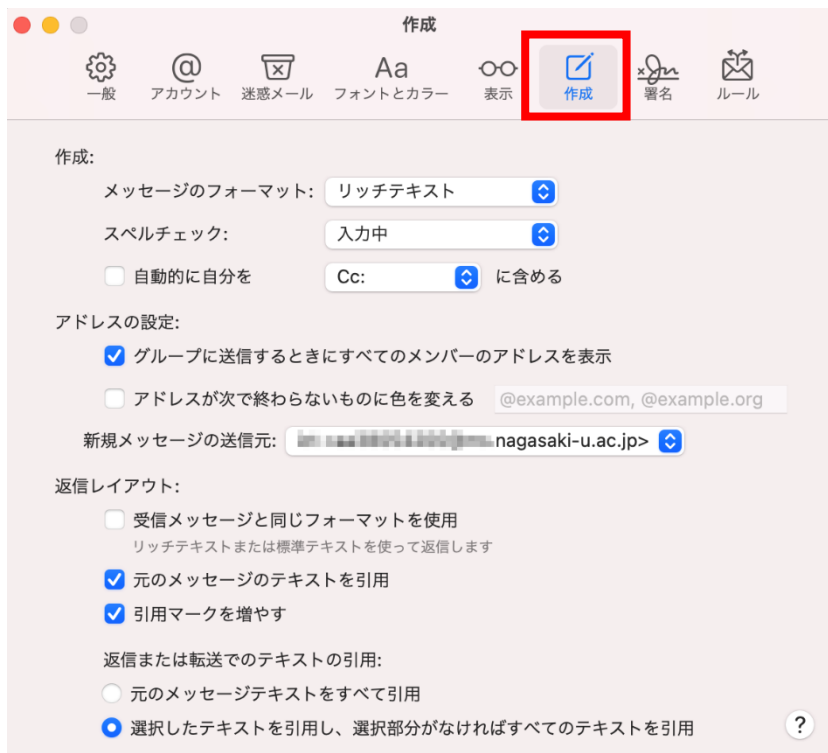 作成
一般 アカウント 迷惑メール Aa フォントとカラー 表示 作成 署名 ルール
作成:
メッセージのフォーマット: リッチテキスト
スペルチェック: 入力中
自動的に自分を Cc: に含める
アドレスの設定:
グループに送信するときにすべてのメンバーのアドレスを表示
アドレスが次で終わらないものに色を変える @example.com, @example.org
新規メッセージの送信元: nagasaki-u.ac.jp>
返信レイアウト:
受信メッセージと同じフォーマットを使用
リッチテキストまたは標準テキストを使って返信します
元のメッセージのテキストを引用
引用マークを増やす
返信または転送でのテキストの引用:
元のメッセージテキストをすべて引用
選択したテキストを引用し、選択部分がなければすべてのテキストを引用 ?